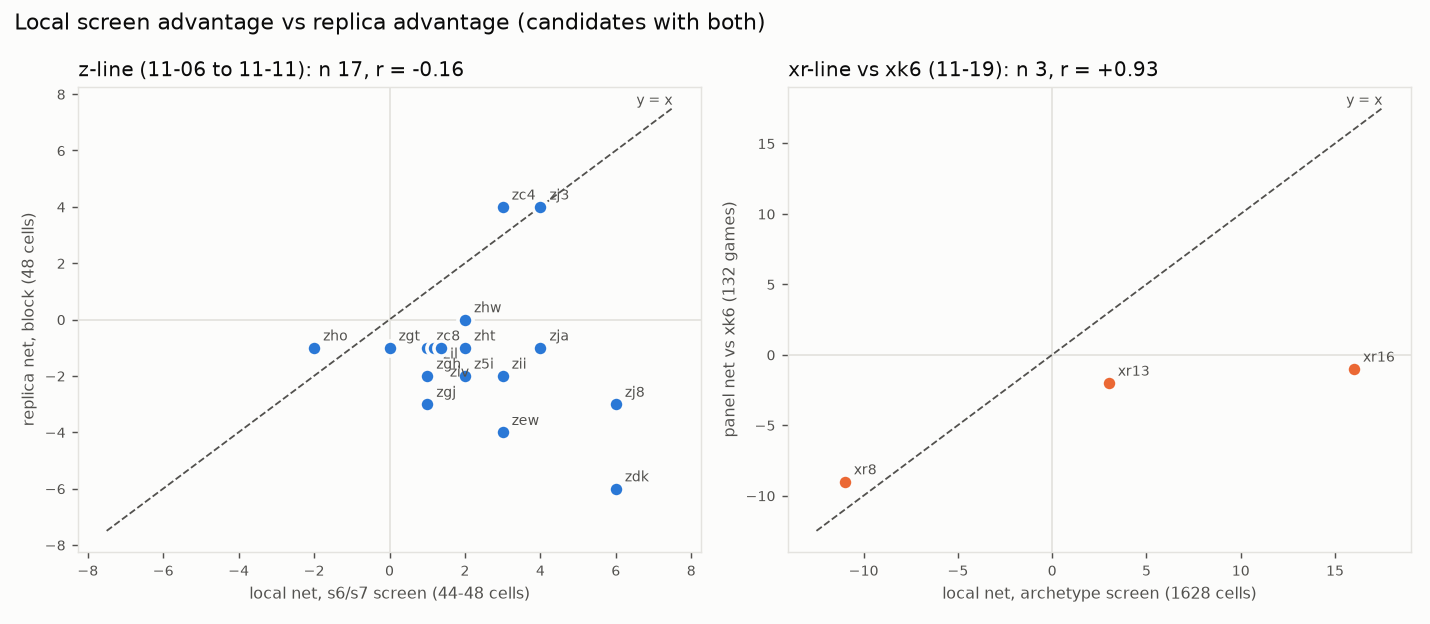 Local screen advantage vs replica advantage (candidates with both)
z-line (11-06 to 11-11): n 17, r = -0.16
8
6
4
2
0
−2
−4
−6
−8
replica net, block (48 cells)
y = x
zc4
zj3
zhw
zho
zgt
zc8
zht
zja
zgh
z5i
zii
zgj
zj8
zew
zdk
−8
−6
−4
−2
0
2
4
6
8
local net, s6/s7 screen (44-48 cells)
xr-line vs xk6 (11-19): n 3, r = +0.93
15
10
5
0
−5
−10
panel net vs xk6 (132 games)
y = x
xr16
xr13
xr8
−10
−5
0
5
10
15
local net, archetype screen (1628 cells)